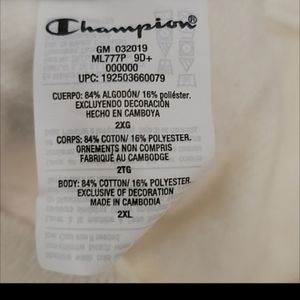 Champion
GM 032019
ML777P 9D+
000000
UPC: 192503660079
CUERPO: 84% ALGODÓN/ 16% poliéster.
EXCLUYENDO DECORACIÓN
HECHO EN CAMBOYA
2XG
CORPS: 84% COTON/ 16% POLYESTER.
ORNEMENTS NON COMPRIS
FABRIQUÉ AU CAMBODGE
2TG
BODY: 84% COTTON/ 16% POLYESTER.
EXCLUSIVE OF DECORATION
MADE IN CAMBODIA
2XL